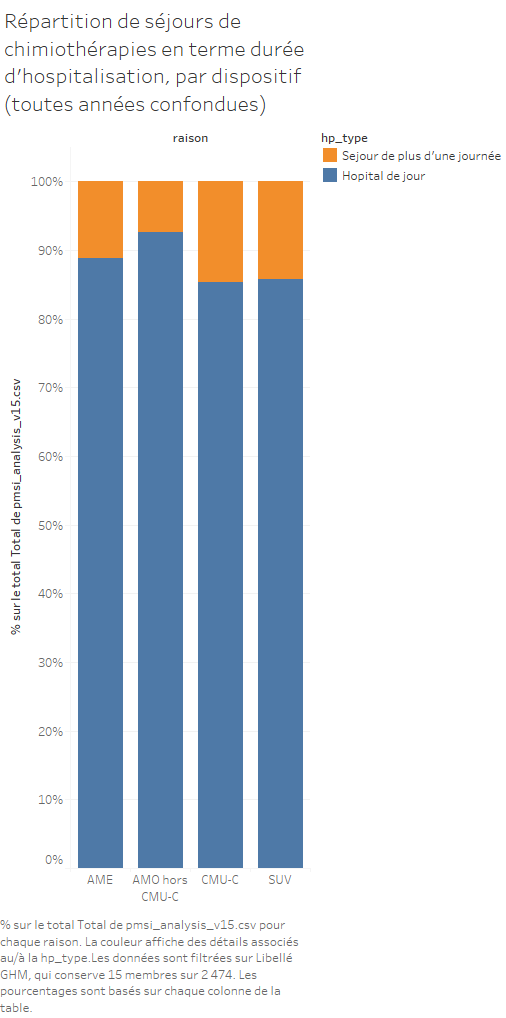 Répartition de séjours de
chimiothérapies en terme durée
d’hospitalisation, par dispositif
(toutes années confondues)
raison
hp_type
Sejour de plus d’une journée
Hopital de jour
% sur le total Total de pmsi_analysis_v15.csv
100%
90%
80%
70%
60%
50%
40%
30%
20%
10%
0%
AME
AMO hors
CMU-C
CMU-C
SUV
% sur le total Total de pmsi_analysis_v15.csv pour
chaque raison. La couleur affiche des détails associés
au/à la hp_type.Les données sont filtrées sur Libellé
GHM, qui conserve 15 membres sur 2 474. Les
pourcentages sont basés sur chaque colonne de la
table.